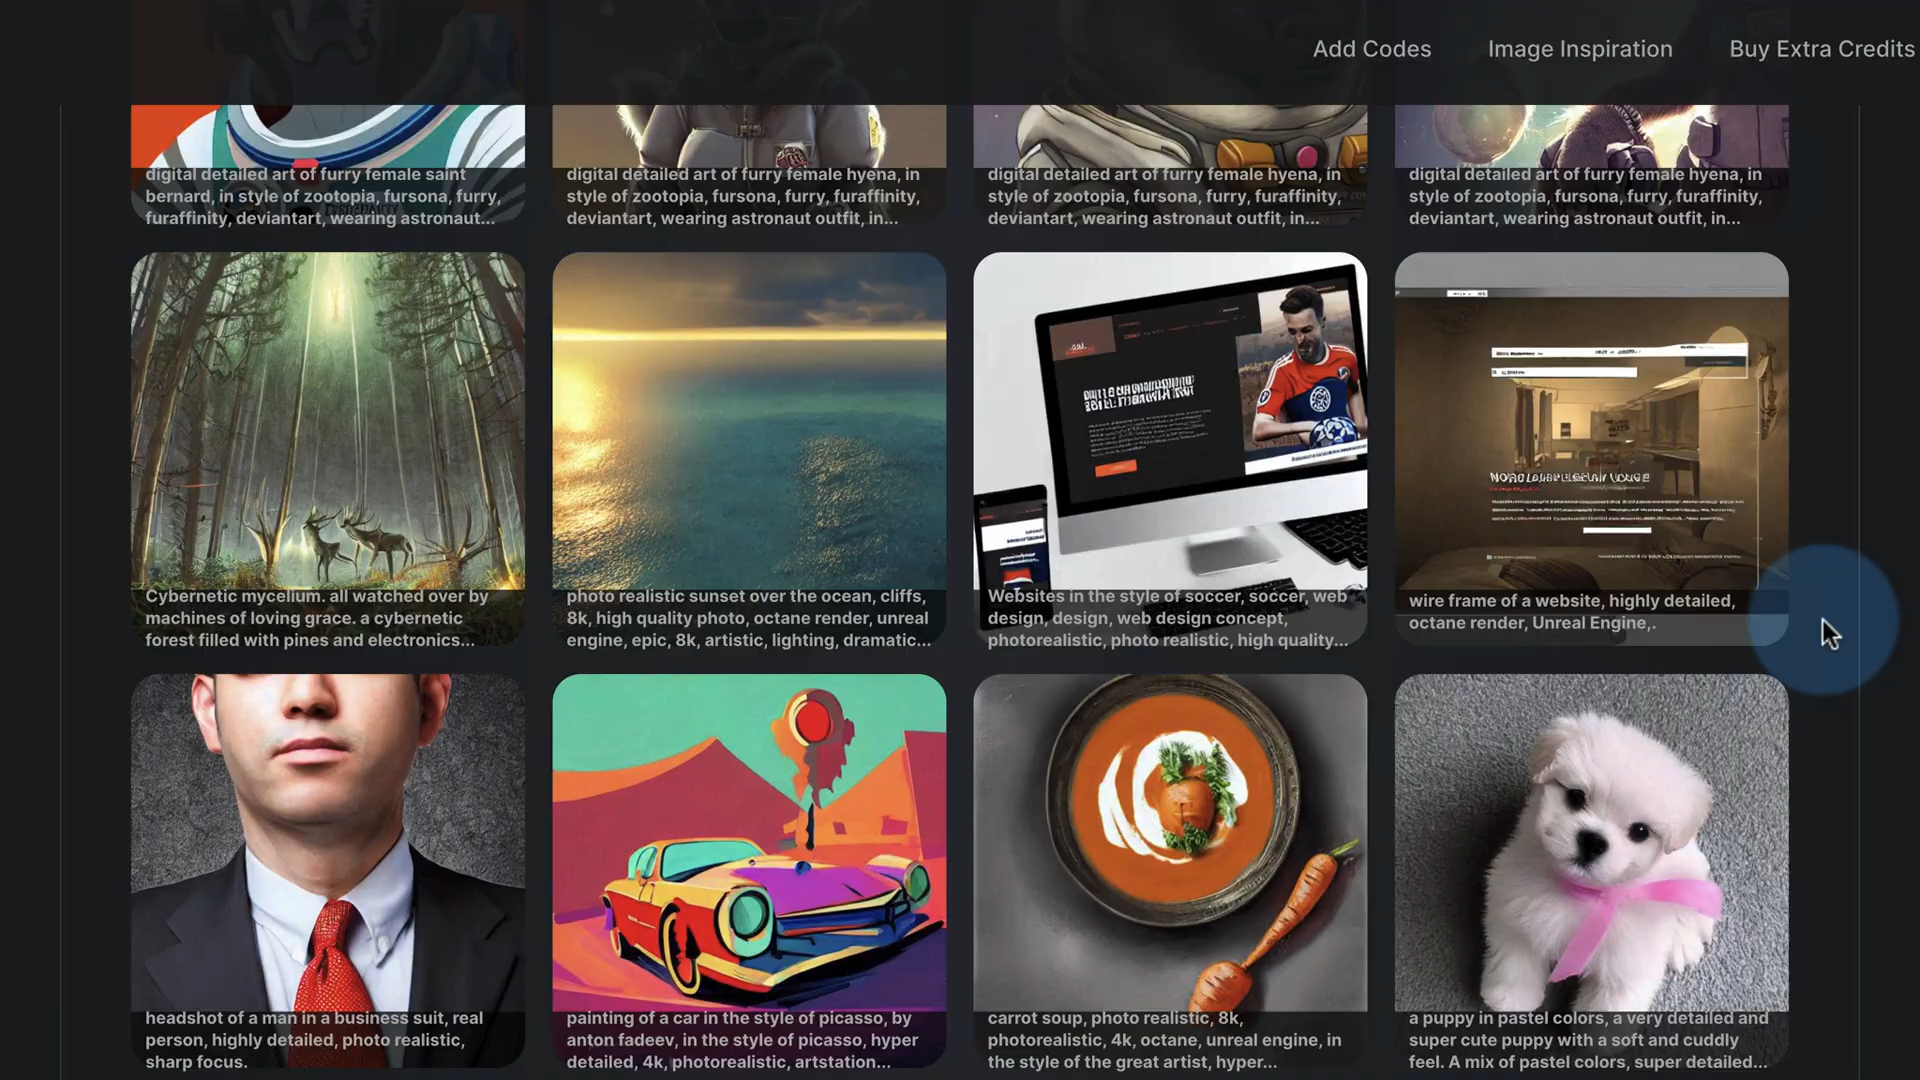 Add Codes
Image Inspiration
Buy Extra Credits
digital detailed art of furry female saint
bernard, in style of zootopia, fursona, furry,
furaffinity, deviantart, wearing astronaut...
digital detailed art of furry female hyena, in
style of zootopia, fursona, furry, furaffinity,
deviantart, wearing astronaut outfit, in...
digital detailed art of furry female hyena, in
style of zootopia, fursona, furry, furaffinity,
deviantart, wearing astronaut outfit, in...
digital detailed art of furry female hyena, in
style of zootopia, fursona, furry, furaffinity,
deviantart, wearing astronaut outfit, in...
Cybernetic mycelium. all watched over by
machines of loving grace. a cybernetic
forest filled with pines and electronics...
photo realistic sunset over the ocean, cliffs,
8k, high quality photo, octane render, unreal
engine, epic, 8k, artistic, lighting, dramatic...
Websites in the style of soccer, soccer, web
design, design, web design concept,
photorealistic, photo realistic, high quality...
wire frame of a website, highly detailed,
octane render, Unreal Engine,.
headshot of a man in a business suit, real
person, highly detailed, photo realistic,
sharp focus.
painting of a car in the style of picasso, by
anton fadeev, in the style of picasso, hyper
detailed, 4k, photorealistic, artstation...
carrot soup, photo realistic, 8k,
photorealistic, 4k, octane, unreal engine, in
the style of the great artist, hyper...
a puppy in pastel colors, a very detailed and
super cute puppy with a soft and cuddly
feel. A mix of pastel colors, super detailed...